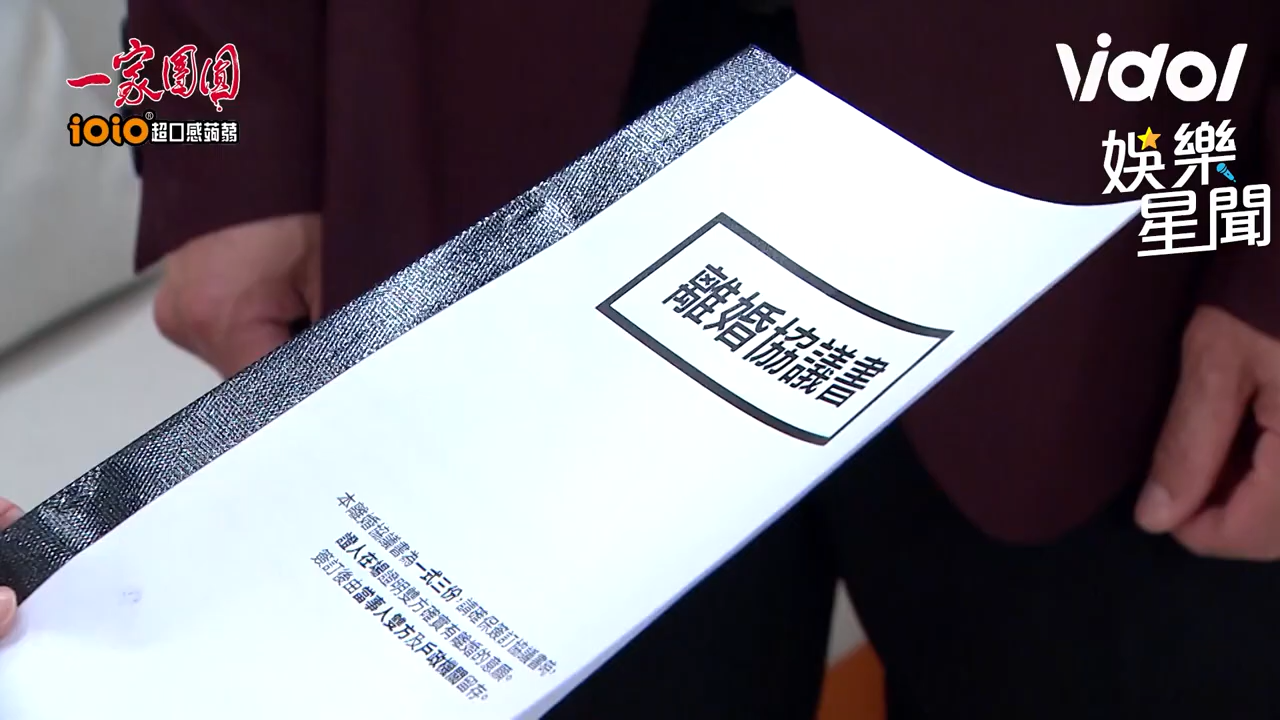 一家團圓
ioio® 超口感蒟蒻
Vidol
娛樂
星聞
離婚協議書
本離婚協議書為一式三份,請確保簽訂協議書時,
證人在場證明雙方確實有離婚的意願。
簽訂後由當事人雙方及戶政機關留存。